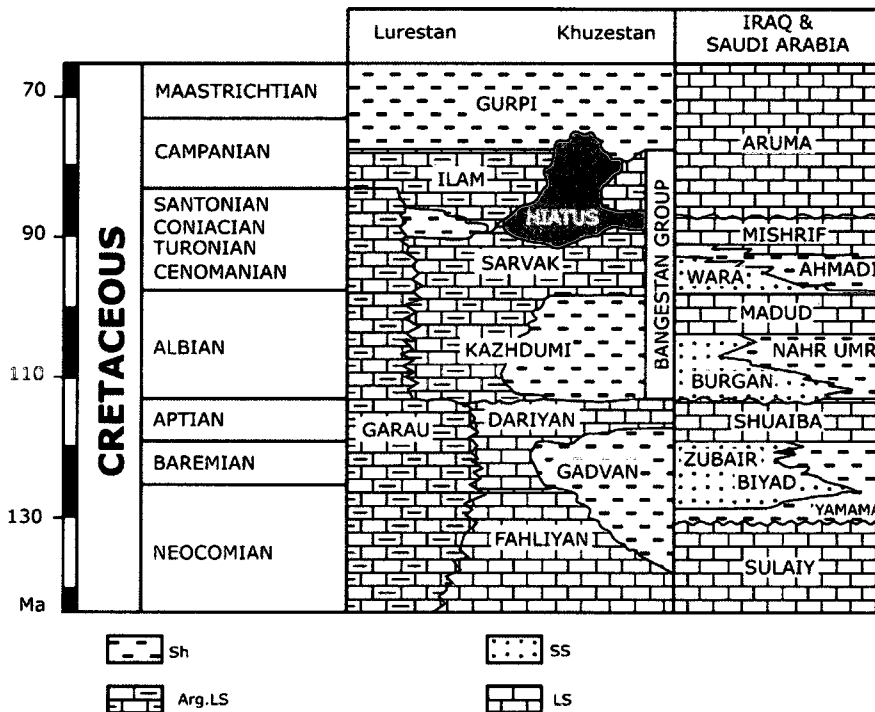 Lurestan Khuzestan IRAQ &
SAUDI ARABIA
70
90
110
130
Ma
CRETACEOUS
MAASTRICHTIAN
CAMPANIAN
SANTONIAN
CONIACIAN
TURONIAN
CENOMANIAN
ALBIAN
APTIAN
BAREMIAN
NEOCOMIAN
GURPI
ILAM
HIATUS
SARVAK
KAZHDUMI
GARAU
DARIYAN
GADVAN
FAHLIYAN
BANGESTAN GROUP
ARUMA
MISHRIF
AHMADI
WARA
MADUD
NAHR UMR
BURGAN
SHUAIBA
ZUBAIR
BIYAD
'YAMAMA
SULAIY
Sh
SS
Arg.LS
LS